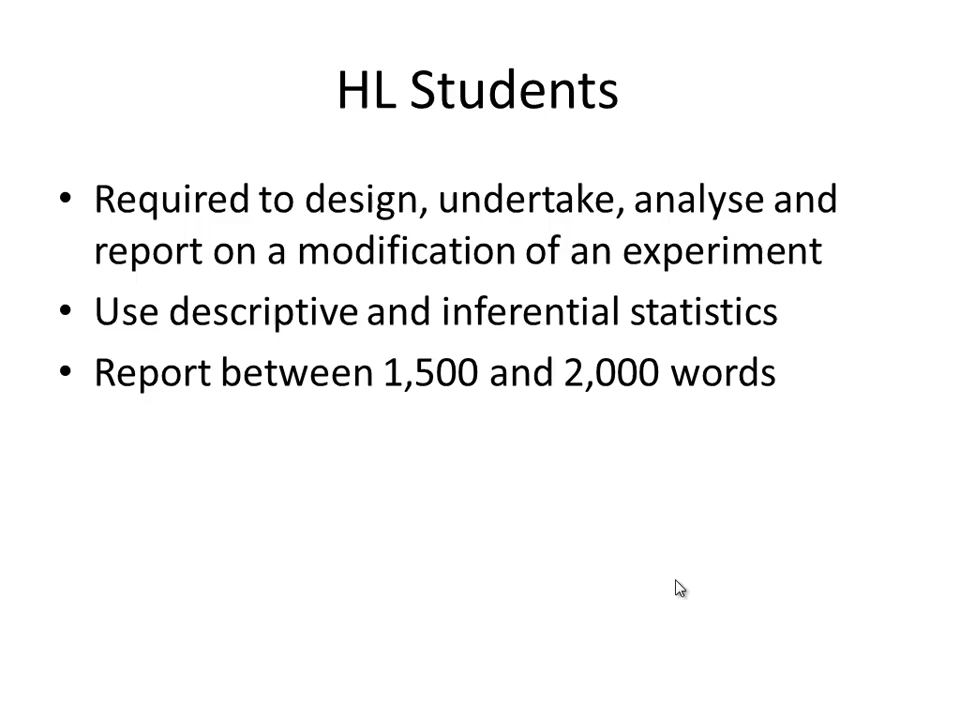 HL Students
• Required to design, undertake, analyse and
report on a modification of an experiment
• Use descriptive and inferential statistics
• Report between 1,500 and 2,000 words